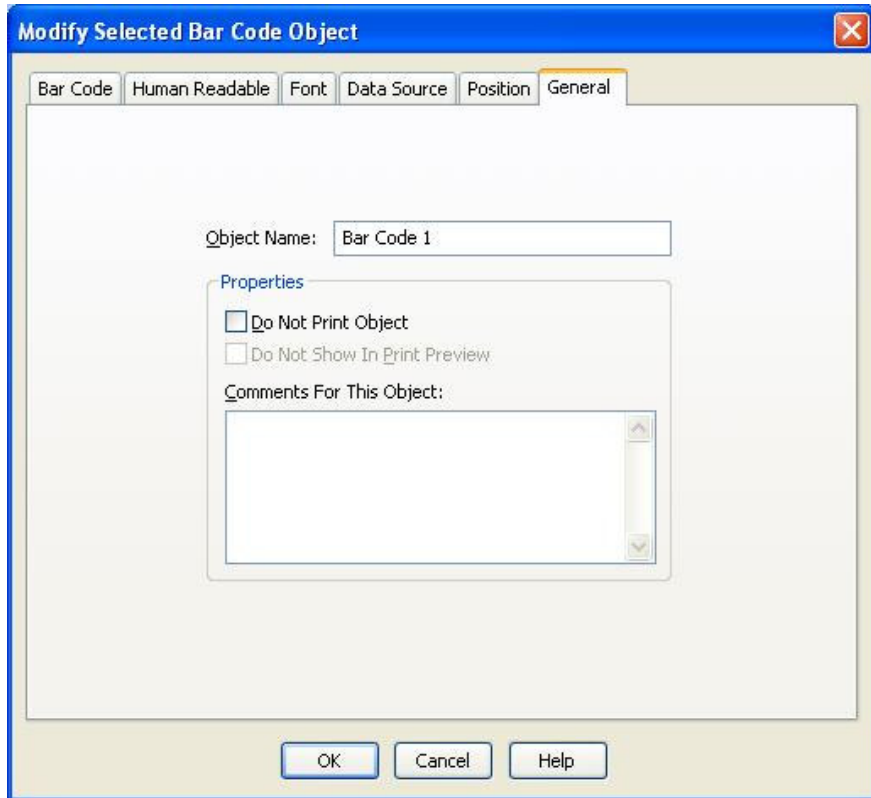 Modify Selected Bar Code Object
Bar Code Human Readable Font Data Source Position General
Object Name: Bar Code 1
Properties
Do Not Print Object
Do Not Show In Print Preview
Comments For This Object:
OK Cancel Help